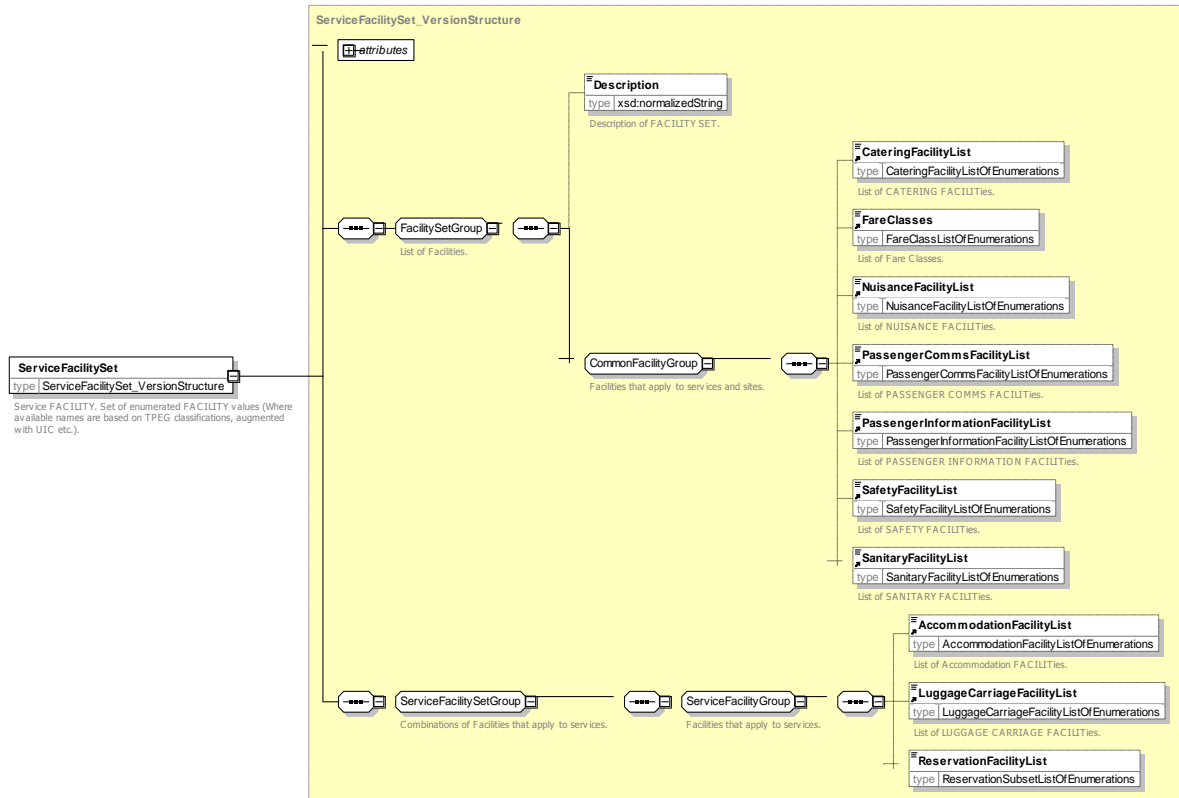 ServiceFacilitySet_VersionStructure
attributes
Description
type xsd:normalizedString
Description of FACILITY SET.
FacilitySetGroup
List of Facilities.
CateringFacilityList
type CateringFacilityListOfEnumerations
List of CATERING FACILITies.
FareClasses
type FareClassListOfEnumerations
List of Fare Classes.
NuisanceFacilityList
type NuisanceFacilityListOfEnumerations
List of NUISANCE FACILITies.
CommonFacilityGroup
Facilities that apply to services and sites.
PassengerCommsFacilityList
type PassengerCommsFacilityListOfEnumerations
List of PASSENGER COMMS FACILITies.
PassengerInformationFacilityList
type PassengerInformationFacilityListOfEnumerations
List of PASSENGER INFORMATION FACILITies.
SafetyFacilityList
type SafetyFacilityListOfEnumerations
List of SAFETY FACILITies.
SanitaryFacilityList
type SanitaryFacilityListOfEnumerations
List of SANITARY FACILITies.
ServiceFacilitySet
type ServiceFacilitySet_VersionStructure
Service FACILITY. Set of enumerated FACILITY values (Where
available names are based on TPEG classifications, augmented
with UIC etc.).
ServiceFacilitySetGroup
Combinations of Facilities that apply to services.
ServiceFacilityGroup
Facilities that apply to services.
AccommodationFacilityList
type AccommodationFacilityListOfEnumerations
List of Accommodation FACILITies.
LuggageCarriageFacilityList
type LuggageCarriageFacilityListOfEnumerations
List of LUGGAGE CARRIAGE FACILITies.
ReservationFacilityList
type ReservationSubsetListOfEnumerations